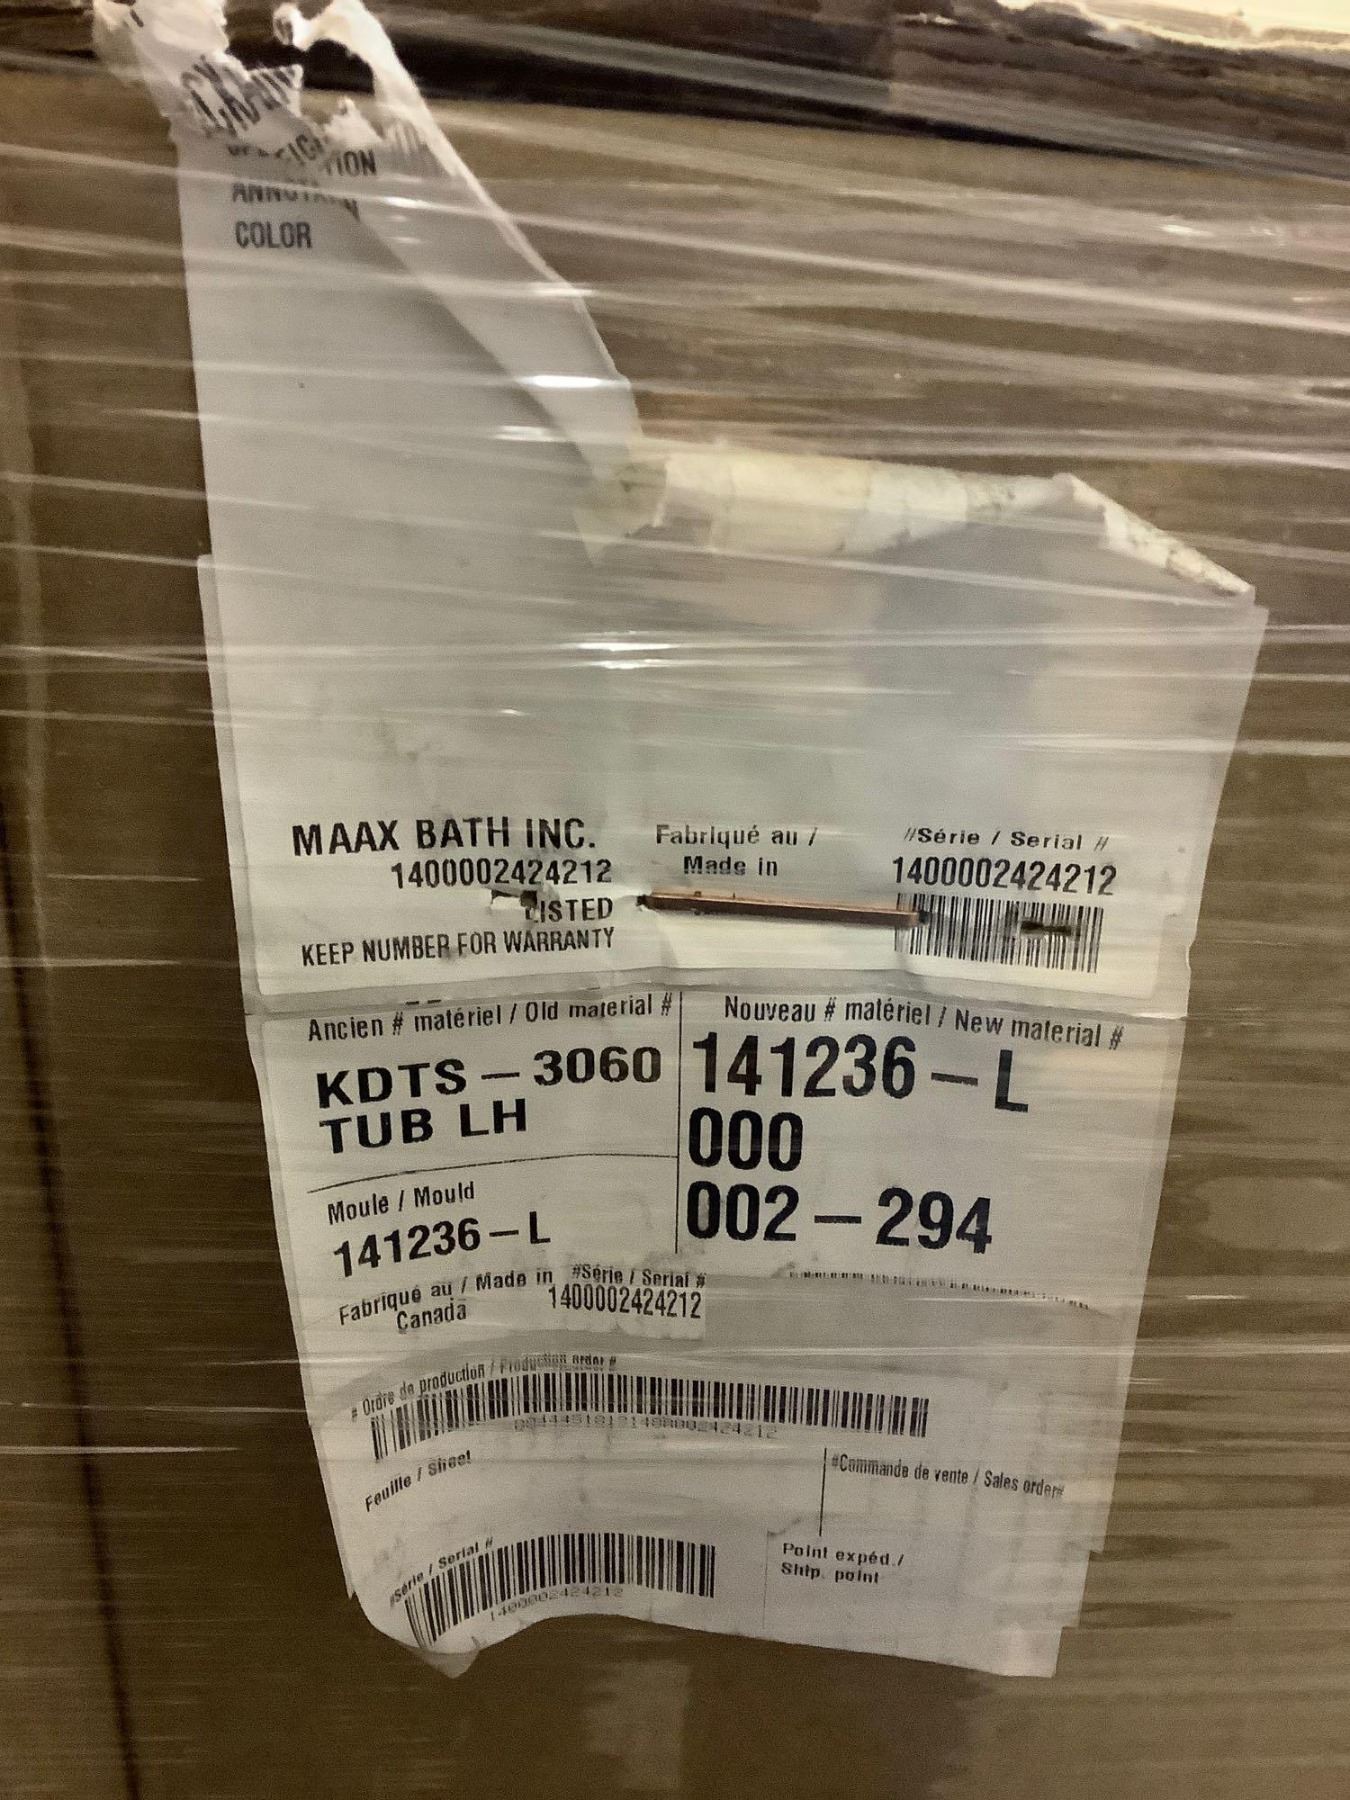 COLOR
MAAX BATH INC.
1400002424212
LISTED
KEEP NUMBER FOR WARRANTY
Fabriqué au /
Made in
#Série / Serial #
1400002424212
Ancien # matériel / Old material #
KDTS – 3060
TUB LH
Nouveau # matériel / New material #
141236 – L
000
002 – 294
Moule / Mould
141236 – L
Fabriqué au / Made in
Canada
#Série / Serial #
1400002424212
# Ordre de production / Production order #
Feuille / Sheet
#Commande de vente / Sales order#
#Série / Serial #
1400002424212
Point expéd./
Ship. point